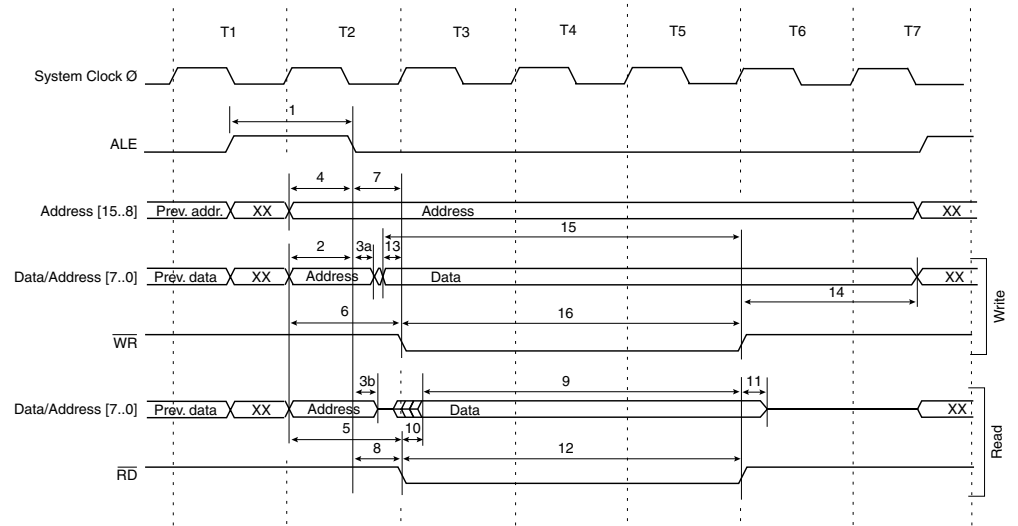 T1 T2 T3 T4 T5 T6 T7
System Clock Ø
1
ALE
4 7
Address [15..8] Prev. addr. XX Address XX
15
2 3a 13
Data/Address [7..0] Prev. data XX Address Data XX
14
6 16
WR
Write
3b 9 11
Data/Address [7..0] Prev. data XX Address Data XX
5 10
8 12
RD
Read